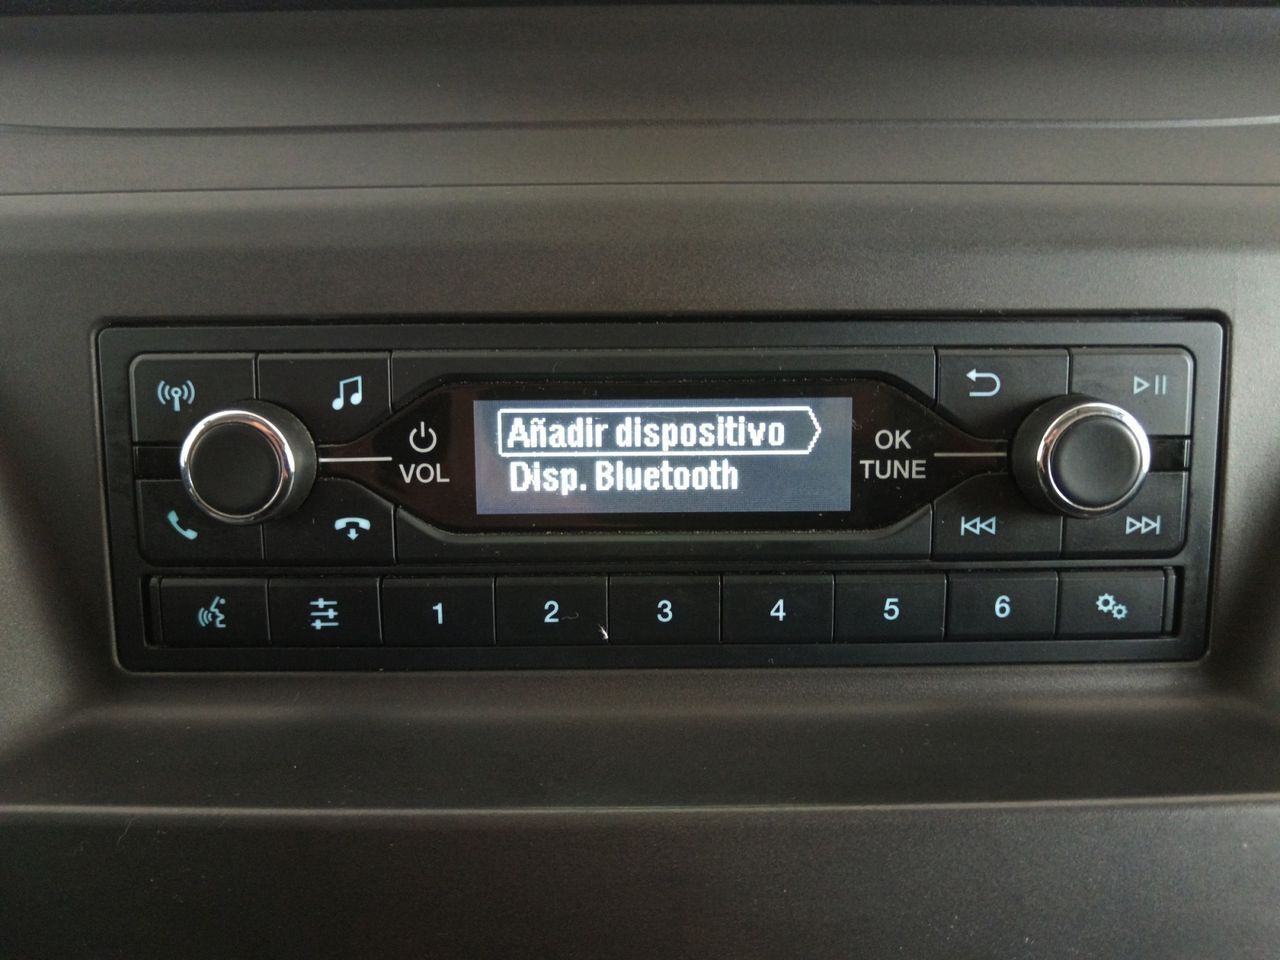 Añadir dispositivo
Disp. Bluetooth
VOL
OK
TUNE
1 2 3 4 5 6